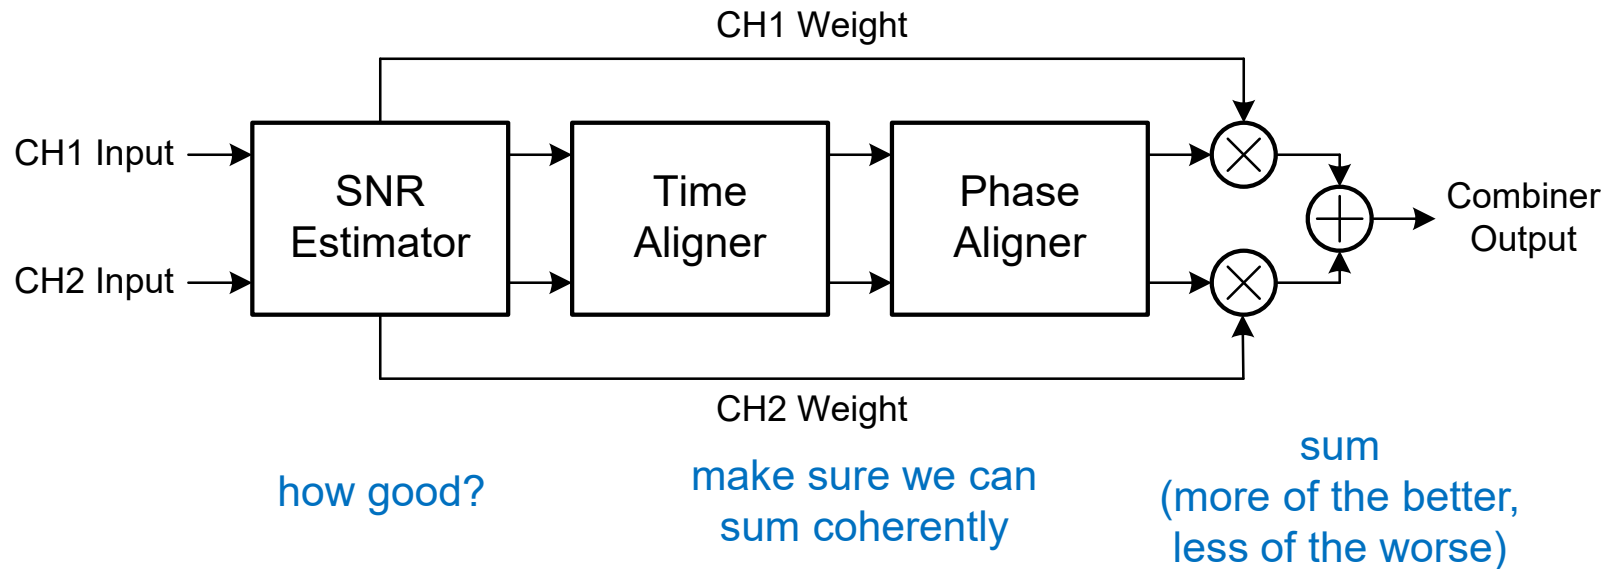 CH1 Weight
CH1 Input
CH2 Input
SNR
Estimator
Time
Aligner
Phase
Aligner
Combiner
Output
CH2 Weight
how good?
make sure we can
sum coherently
sum
(more of the better,
less of the worse)